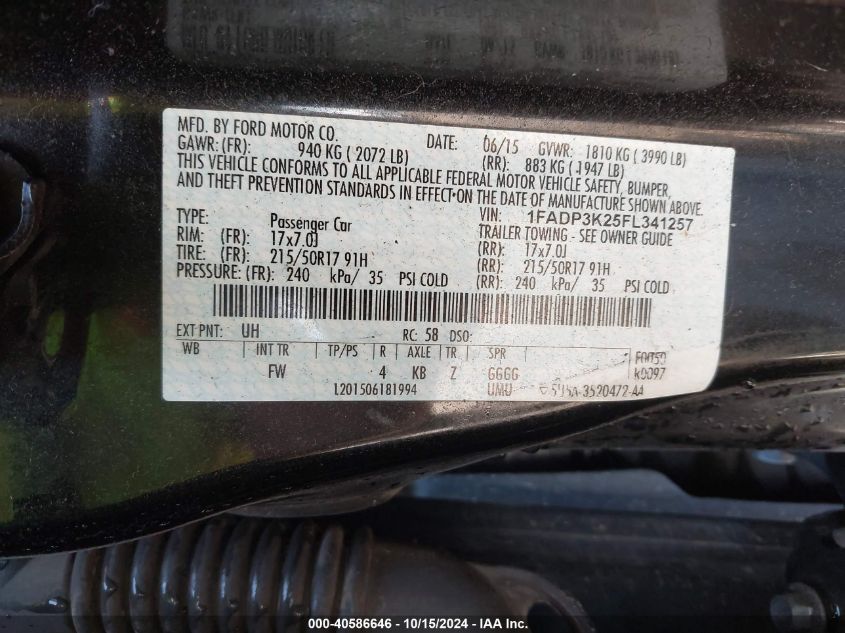 MFD. BY FORD MOTOR CO. DATE: 06/15 GVWR: 1810 KG ( 3990 LB)
GAWR: (FR): 940 KG ( 2072 LB) (RR): 883 KG ( 1947 LB)
THIS VEHICLE CONFORMS TO ALL APPLICABLE FEDERAL MOTOR VEHICLE SAFETY, BUMPER,
AND THEFT PREVENTION STANDARDS IN EFFECT ON THE DATE OF MANUFACTURE SHOWN ABOVE.
VIN: 1FADP3K25FL341257
TYPE: Passenger Car TRAILER TOWING - SEE OWNER GUIDE
RIM: (FR): 17x7.0J (RR): 17x7.0J
TIRE: (FR): 215/50R17 91H (RR): 215/50R17 91H
PRESSURE: (FR): 240 kPa/ 35 PSI COLD (RR): 240 kPa/ 35 PSI COLD
EXT PNT: UH RC: 58 DSO:
WB INT TR TP/PS R AXLE TR SPR
FW 4 KB Z GGGG
L201506181994 UMU
000-40586646 - 10/15/2024 - IAA Inc.